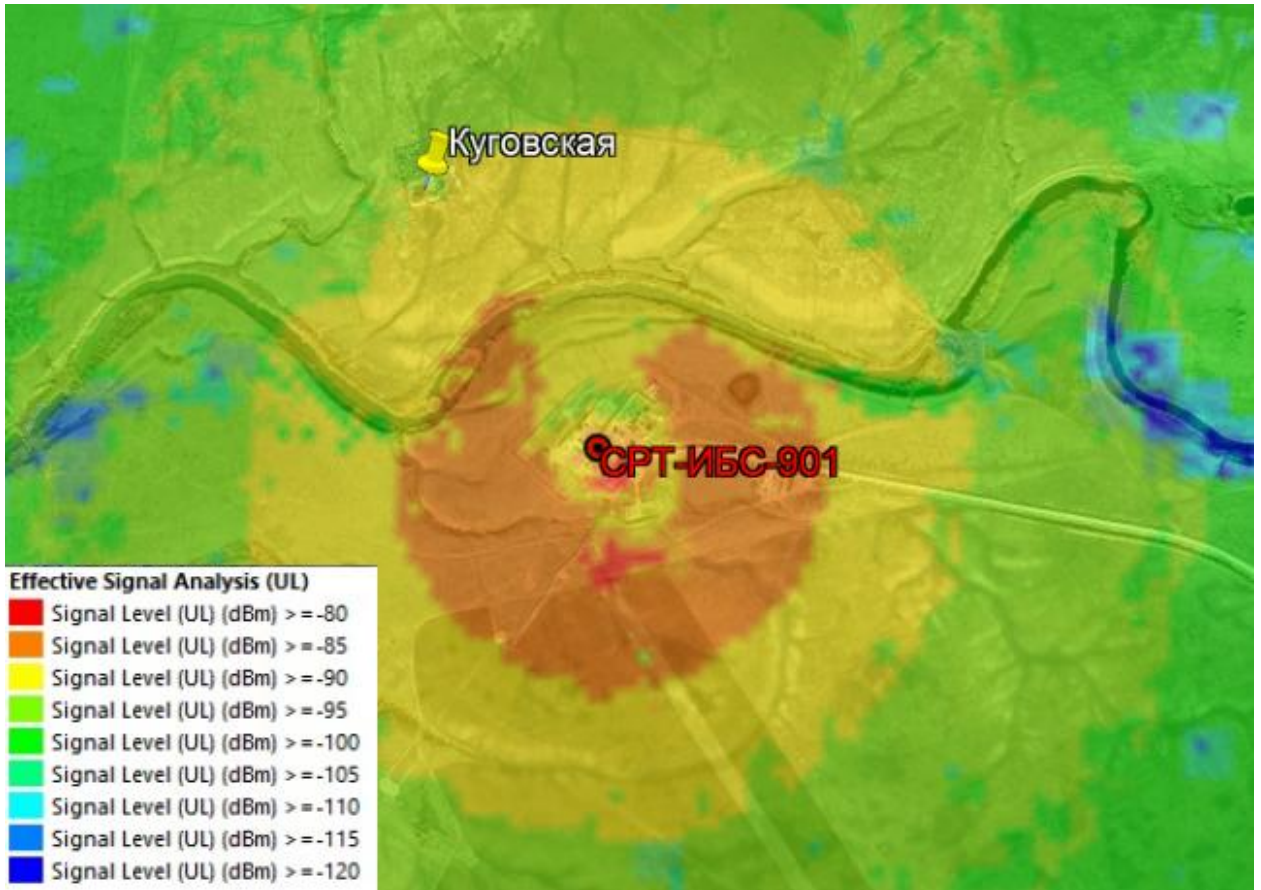 Куговская
СРТ-ИБС-901
Effective Signal Analysis (UL)
Signal Level (UL) (dBm) >=-80
Signal Level (UL) (dBm) >=-85
Signal Level (UL) (dBm) >=-90
Signal Level (UL) (dBm) >=-95
Signal Level (UL) (dBm) >=-100
Signal Level (UL) (dBm) >=-105
Signal Level (UL) (dBm) >=-110
Signal Level (UL) (dBm) >=-115
Signal Level (UL) (dBm) >=-120